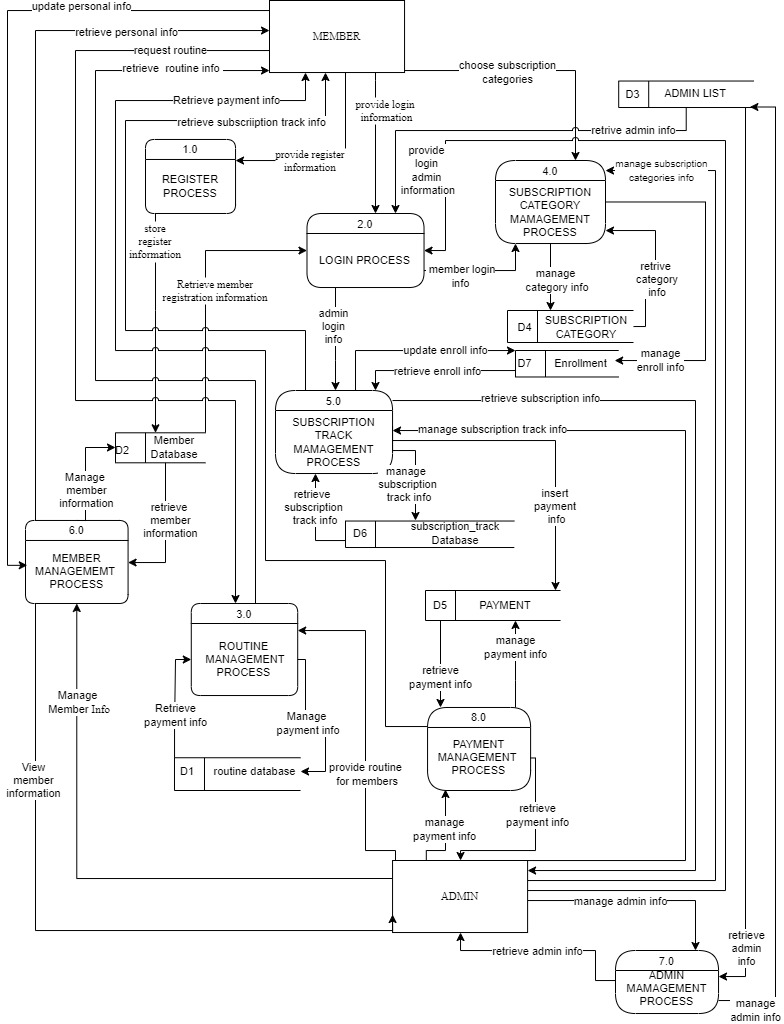 update personal info
retrieve personal info
request routine
retrieve routine info
MEMBER
choose subscription
categories
Retrieve payment info
retrieve subscriiption track info
provide login
information
D3
ADMIN LIST
retrive admin info
1.0
REGISTER
PROCESS
provide register
information
provide
login
admin
information
4.0
SUBSCRIPTION
CATEGORY
MANAGEMENT
PROCESS
manage subscription
categories info
store
register
information
2.0
LOGIN PROCESS
member login
info
manage
category info
retrive
category
info
Retrieve member
registration information
admin
login
info
D4
SUBSCRIPTION
CATEGORY
update enroll info
retrieve enroll info
D7
Enrollment
manage
enroll info
5.0
SUBSCRIPTION
TRACK
MAMAGEMENT
PROCESS
retrieve subscription info
manage subscription track info
D2
Member
Database
Manage
member
information
retrieve
member
information
manage
subscription
track info
retrieve
subscription
track info
insert
payment
info
D6
subscription_track
Database
6.0
MEMBER
MANAGEMEMT
PROCESS
D5
PAYMENT
3.0
ROUTINE
MANAGEMENT
PROCESS
manage
payment info
retrieve
payment info
Manage
Member Info
Retrieve
payment info
Manage
payment info
8.0
PAYMENT
MANAGEMENT
PROCESS
D1
routine database
provide routine
for members
View
member
information
manage
payment info
retrieve
payment info
ADMIN
manage admin info
retrieve admin info
retrieve
admin
info
7.0
ADMIN
MAMAGEMENT
PROCESS
manage
admin info